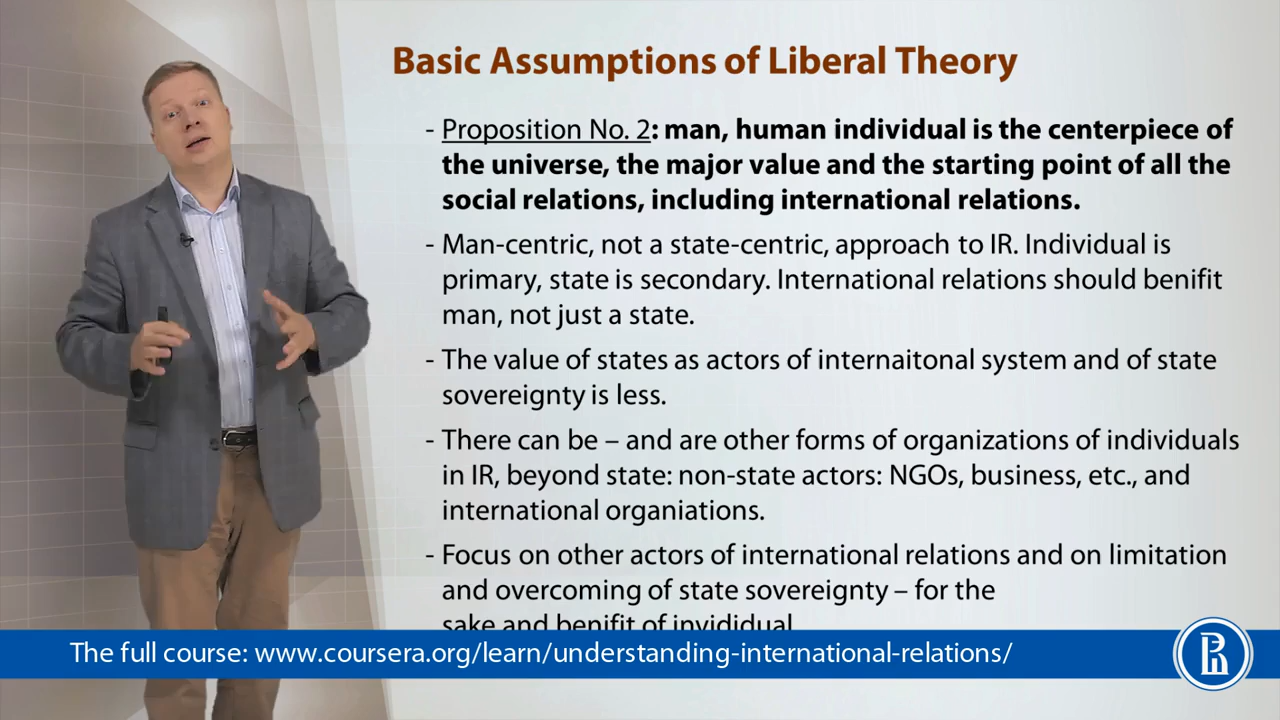 Basic Assumptions of Liberal Theory
- Proposition No. 2: man, human individual is the centerpiece of
the universe, the major value and the starting point of all the
social relations, including international relations.
- Man-centric, not a state-centric, approach to IR. Individual is
primary, state is secondary. International relations should benifit
man, not just a state.
- The value of states as actors of internaitonal system and of state
sovereignty is less.
- There can be – and are other forms of organizations of individuals
in IR, beyond state: non-state actors: NGOs, business, etc., and
international organiations.
- Focus on other actors of international relations and on limitation
and overcoming of state sovereignty – for the
sake and benifit of invididual
The full course: www.coursera.org/learn/understanding-international-relations/